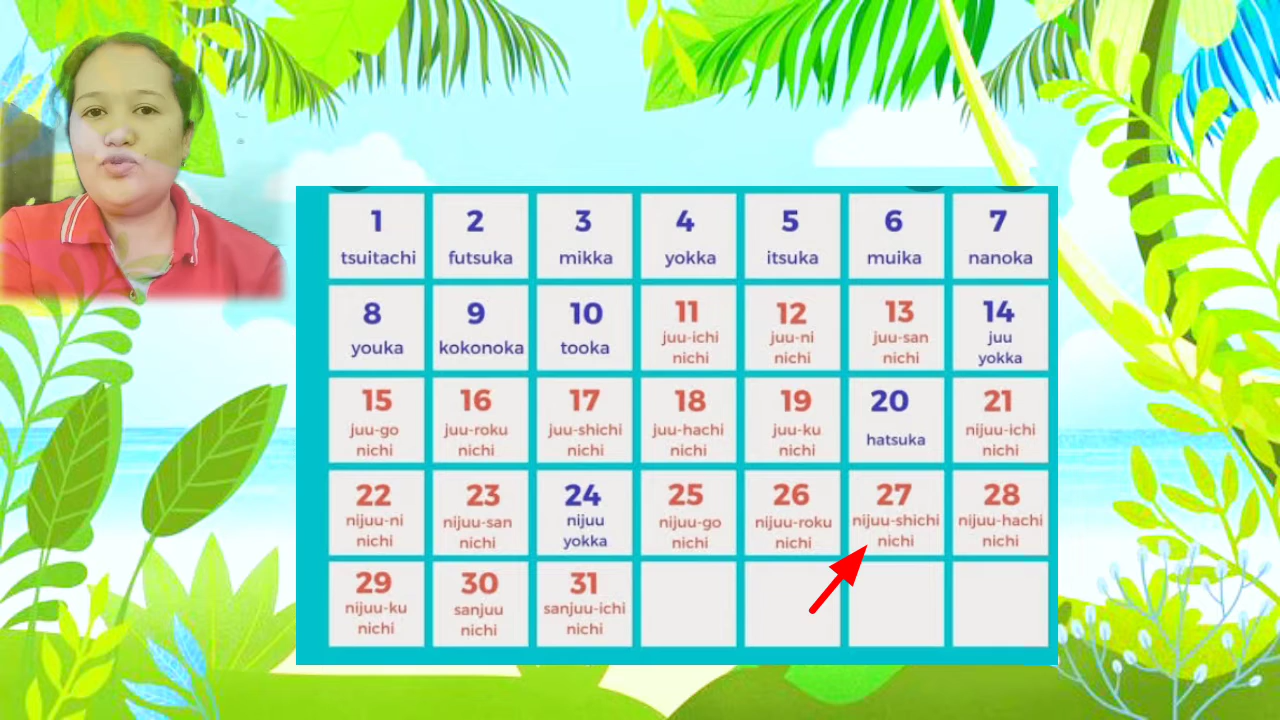 1 2 3 4 5 6 7
tsuitachi futsuka mikka yokka itsuka muika nanoka
8 9 10 11 12 13 14
youka kokonoka tooka juu-ichi juu-ni juu-san juu
nichi nichi nichi yokka
15 16 17 18 19 20 21
juu-go juu-roku juu-shichi juu-hachi juu-ku hatsuka nijuu-ichi
nichi nichi nichi nichi nichi nichi
22 23 24 25 26 27 28
nijuu-ni nijuu-san nijuu nijuu-go nijuu-roku nijuu-shichi nijuu-hachi
nichi nichi yokka nichi nichi nichi nichi
29 30 31
nijuu-ku sanjuu sanjuu-ichi
nichi nichi nichi